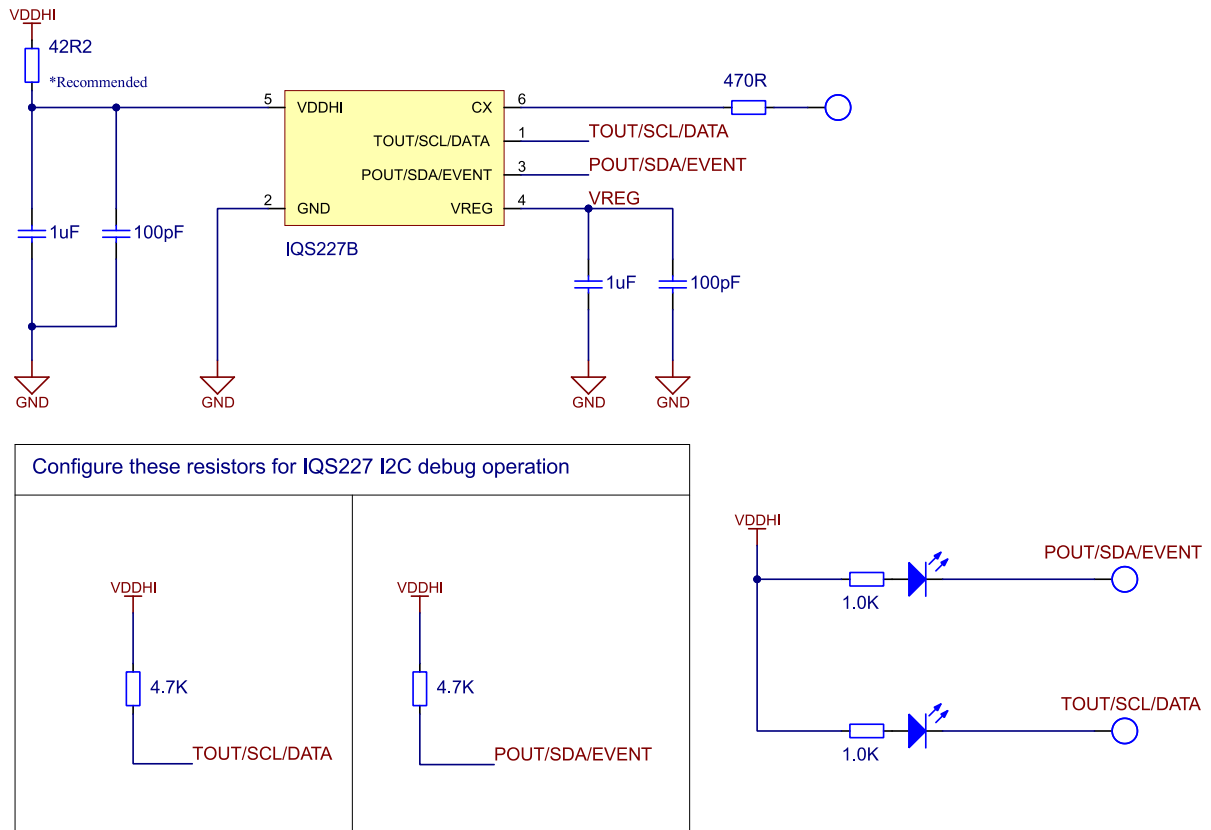 VDDHI
42R2
*Recommended
5
VDDHI
CX
6
470R
TOUT/SCL/DATA
1
TOUT/SCL/DATA
POUT/SDA/EVENT
3
POUT/SDA/EVENT
2
GND
VREG
4
VREG
IQS227B
1uF
100pF
1uF
100pF
GND
GND
GND
GND
Configure these resistors for IQS227 I2C debug operation
VDDHI
4.7K
TOUT/SCL/DATA
VDDHI
4.7K
POUT/SDA/EVENT
VDDHI
POUT/SDA/EVENT
1.0K
TOUT/SCL/DATA
1.0K